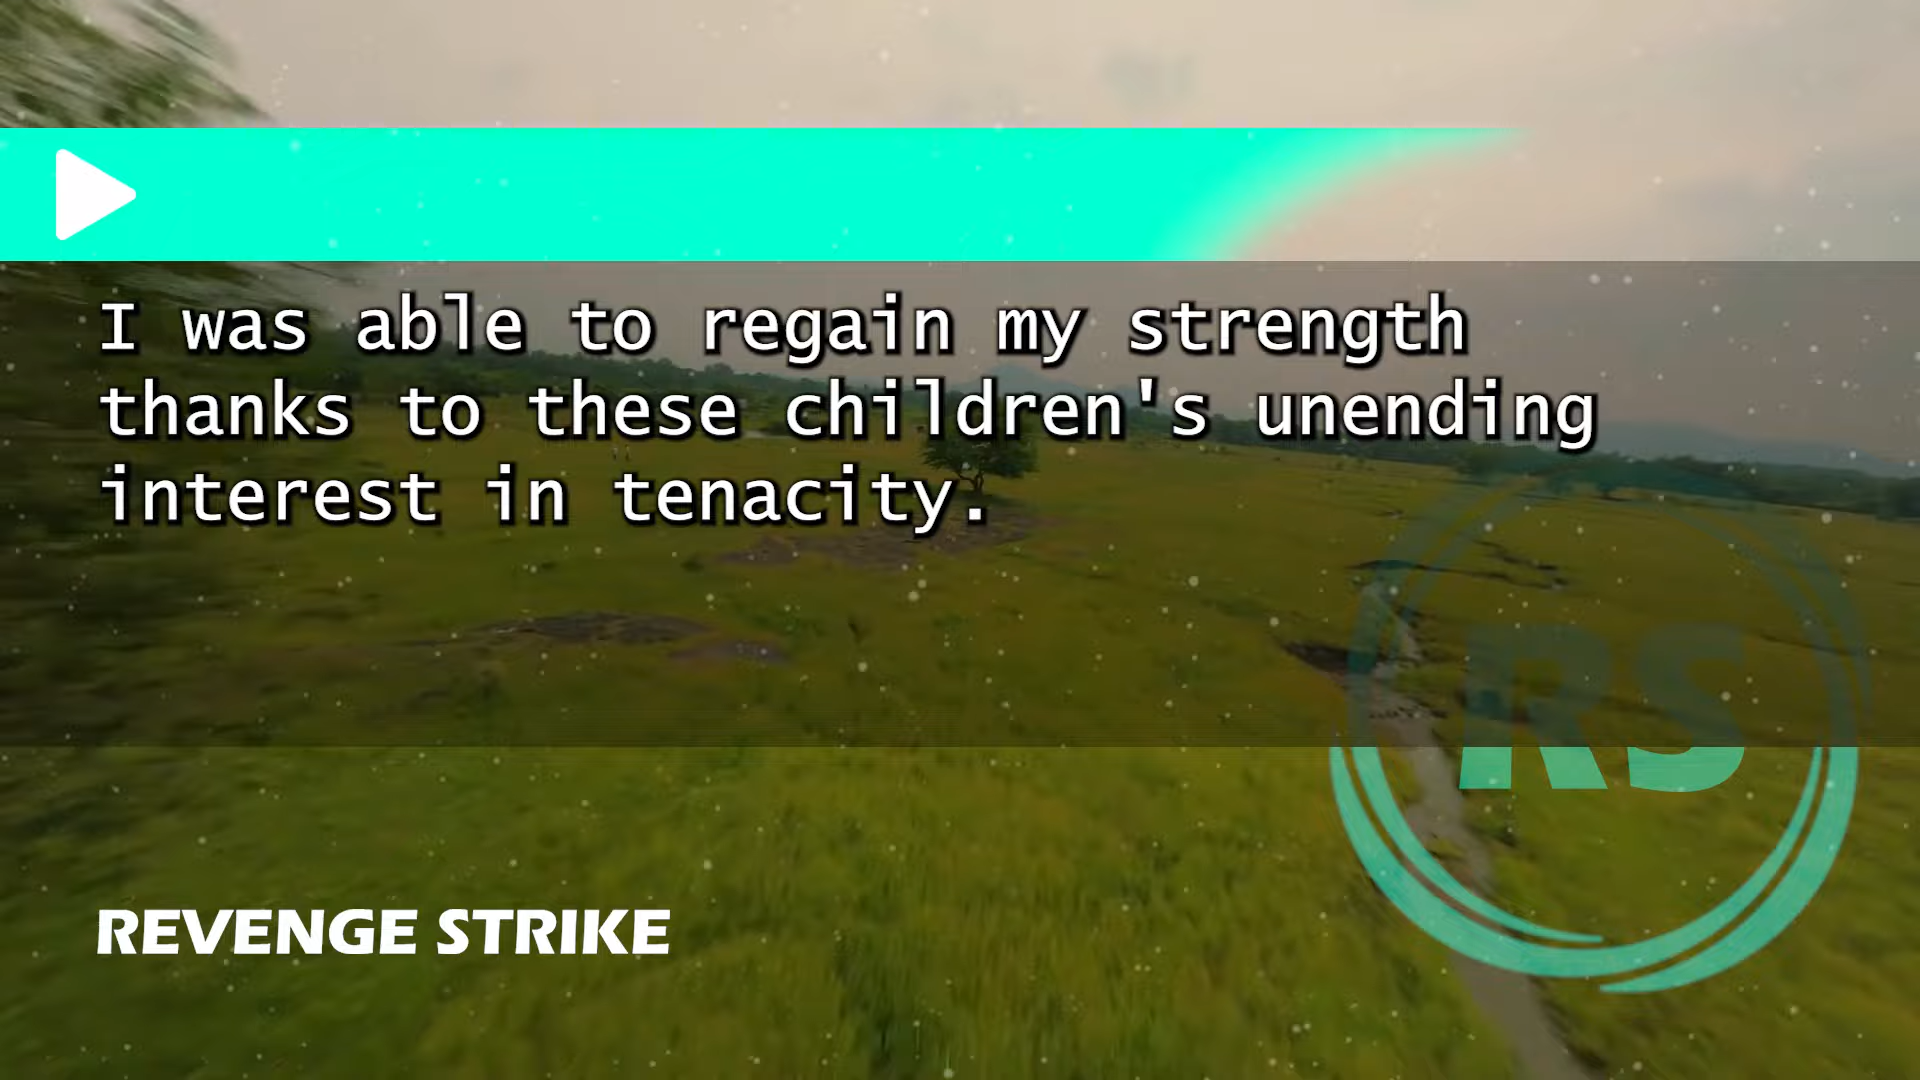 I was able to regain my strength
thanks to these children's unending
interest in tenacity.
RS
REVENGE STRIKE